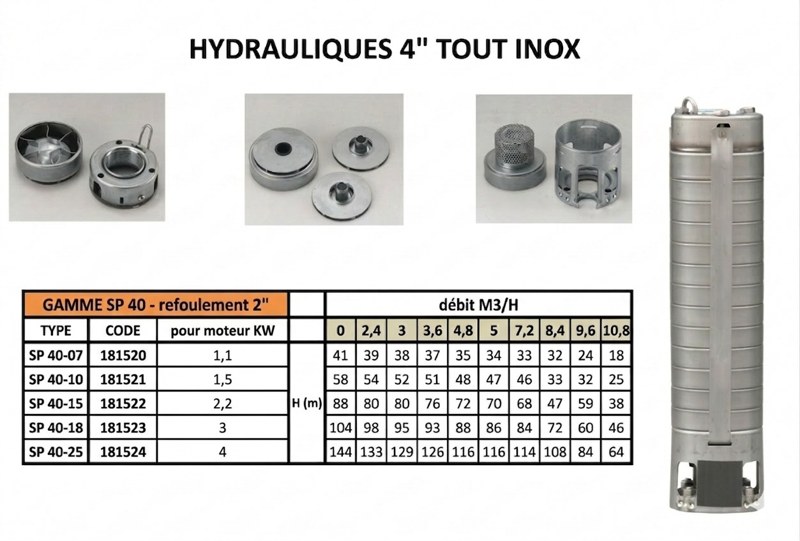 HYDRAULIQUES 4" TOUT INOX
GAMME SP 40 - refoulement 2" débit M3/H
TYPE CODE pour moteur KW 0 2,4 3 3,6 4,8 5 7,2 8,4 9,6 10,8
SP 40-07 181520 1,1 41 39 38 37 35 34 33 32 24 18
SP 40-10 181521 1,5 58 54 52 51 48 47 46 33 32 25
SP 40-15 181522 2,2 H (m) 88 80 80 76 72 70 68 47 59 38
SP 40-18 181523 3 104 98 95 93 88 86 84 72 60 46
SP 40-25 181524 4 144 133 129 126 116 116 114 108 84 64